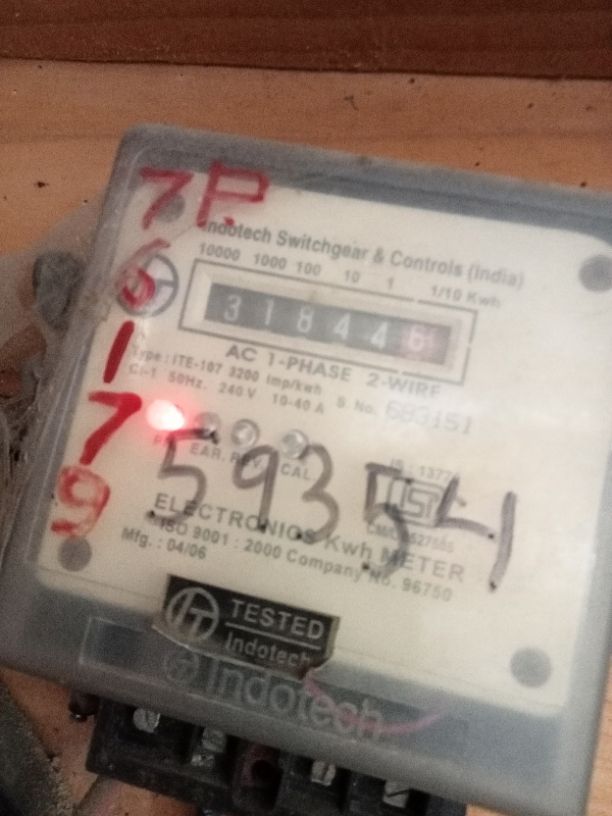 7P
6
1
7
9
Indotech Switchgear & Controls (India)
10000 1000 100 10 1 1/10 Kwh
3 1 8 4 4 6
AC 1-PHASE 2-WIRE
Type : ITE-107 3200 imp/kwh
Cl-1 50Hz. 240 V 10-40 A S No. 683151
EAR. REV. CAL
59354
ISI
ELECTRONICS Kwh METER
ISO 9001 : 2000 Company No. 96750
Mfg. : 04/06
TESTED
Indotech
Indotech